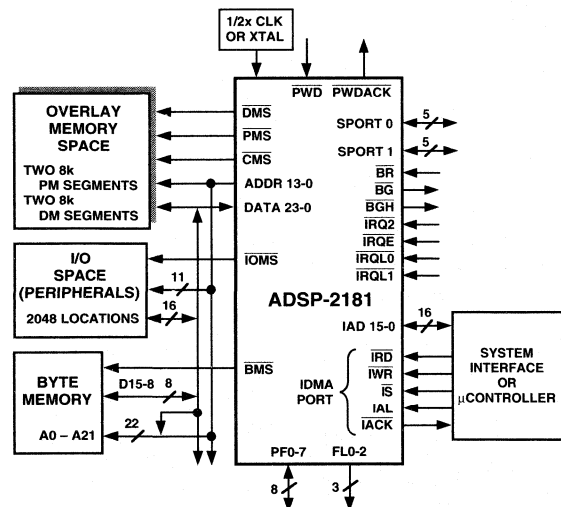 1/2x CLK
OR XTAL
PWD
PWDACK
OVERLAY
MEMORY
SPACE
TWO 8k
PM SEGMENTS
TWO 8k
DM SEGMENTS
DMS
PMS
CMS
ADDR 13-0
DATA 23-0
SPORT 0
5
SPORT 1
5
BR
BG
BGH
IRQ2
IRQE
IRQL0
IRQL1
I/O
SPACE
(PERIPHERALS)
2048 LOCATIONS
11
16
IOMS
ADSP-2181
IAD 15-0
16
BYTE
MEMORY
A0 – A21
D15-8
8
22
BMS
IDMA
PORT
IRD
IWR
IS
IAL
IACK
SYSTEM
INTERFACE
OR
µCONTROLLER
PF0-7
FL0-2
8
3